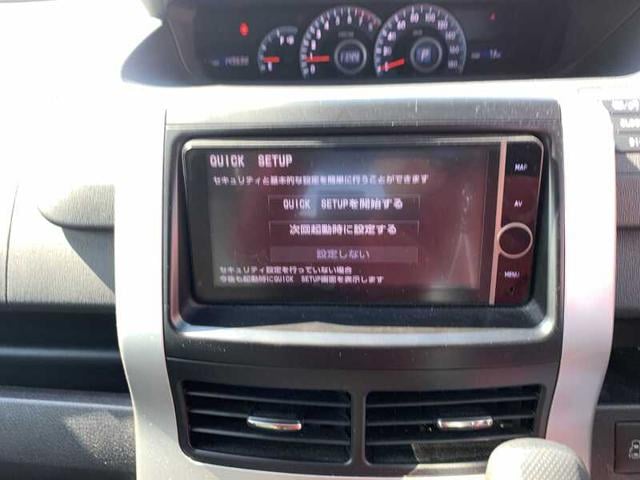 QUICK SETUP
セキュリティと基本的な設定を簡単に行うことができます
QUICK SETUPを開始する
次回起動時に設定する
設定しない
セキュリティ設定を行っていない場合
今後も起動時にQUICK SETUP画面を表示します
MAP
AV
MENU